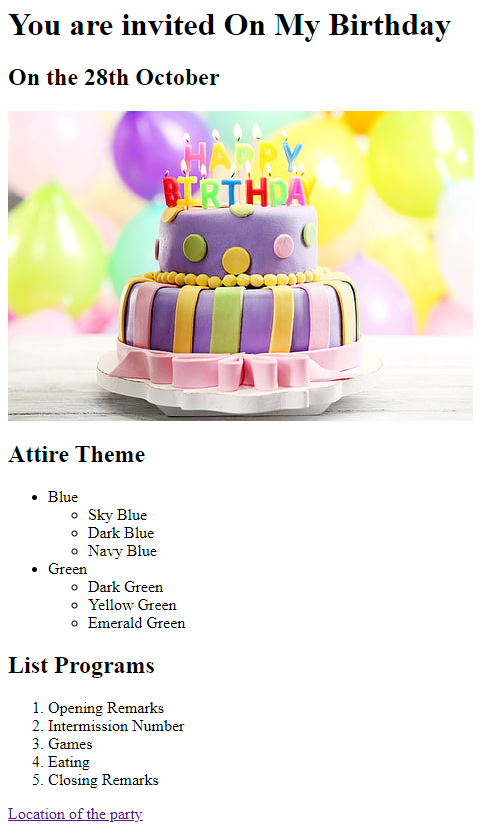 You are invited On My Birthday
On the 28th October
HAPPY
BIRTHDAY
Attire Theme
Blue
Sky Blue
Dark Blue
Navy Blue
Green
Dark Green
Yellow Green
Emerald Green
List Programs
1. Opening Remarks
2. Intermission Number
3. Games
4. Eating
5. Closing Remarks
Location of the party